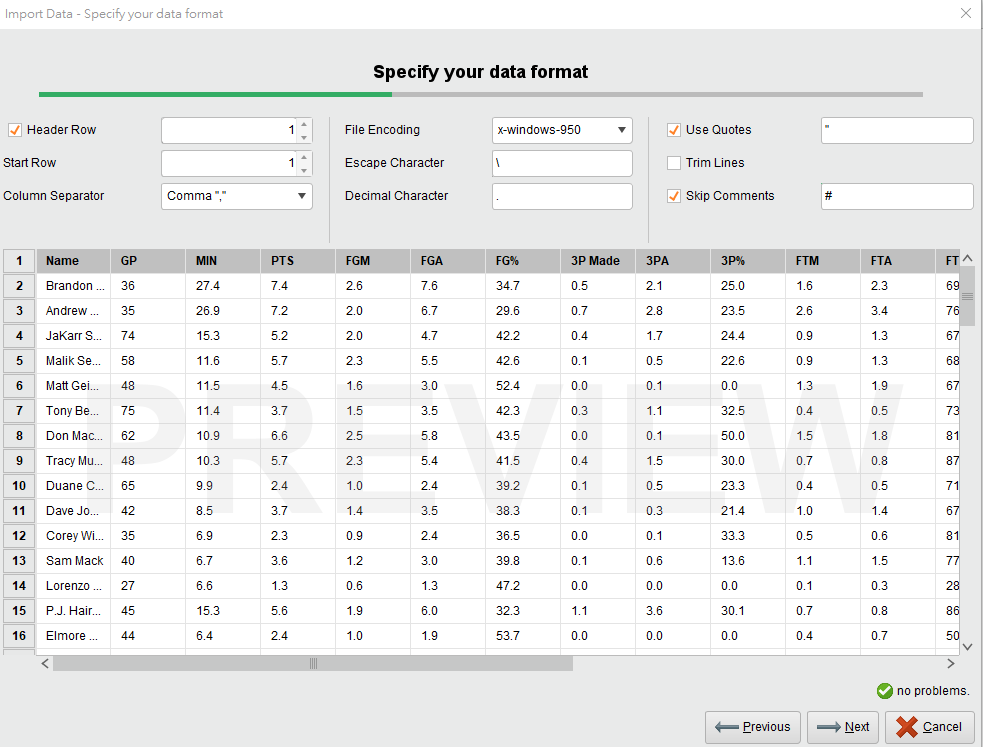 Import Data - Specify your data format
Specify your data format
Header Row 1 File Encoding x-windows-950 Use Quotes "
Start Row 1 Escape Character \ Trim Lines
Column Separator Comma "," Decimal Character . Skip Comments #
1 Name GP MIN PTS FGM FGA FG% 3P Made 3PA 3P% FTM FTA FT
2 Brandon ... 36 27.4 7.4 2.6 7.6 34.7 0.5 2.1 25.0 1.6 2.3 69
3 Andrew ... 35 26.9 7.2 2.0 6.7 29.6 0.7 2.8 23.5 2.6 3.4 76
4 JaKarr S... 74 15.3 5.2 2.0 4.7 42.2 0.4 1.7 24.4 0.9 1.3 67
5 Malik Se... 58 11.6 5.7 2.3 5.5 42.6 0.1 0.5 22.6 0.9 1.3 68
6 Matt Gei... 48 11.5 4.5 1.6 3.0 52.4 0.0 0.1 0.0 1.3 1.9 67
7 Tony Be... 75 11.4 3.7 1.5 3.5 42.3 0.3 1.1 32.5 0.4 0.5 73
8 Don Mac... 62 10.9 6.6 2.5 5.8 43.5 0.0 0.1 50.0 1.5 1.8 81
9 Tracy Mu... 48 10.3 5.7 2.3 5.4 41.5 0.4 1.5 30.0 0.7 0.8 87
10 Duane C... 65 9.9 2.4 1.0 2.4 39.2 0.1 0.5 23.3 0.4 0.5 71
11 Dave Jo... 42 8.5 3.7 1.4 3.5 38.3 0.1 0.3 21.4 1.0 1.4 67
12 Corey Wi... 35 6.9 2.3 0.9 2.4 36.5 0.0 0.1 33.3 0.5 0.6 81
13 Sam Mack 40 6.7 3.6 1.2 3.0 39.8 0.1 0.6 13.6 1.1 1.5 77
14 Lorenzo ... 27 6.6 1.3 0.6 1.3 47.2 0.0 0.0 0.0 0.1 0.3 28
15 P.J. Hair... 45 15.3 5.6 1.9 6.0 32.3 1.1 3.6 30.1 0.7 0.8 86
16 Elmore ... 44 6.4 2.4 1.0 1.9 53.7 0.0 0.0 0.0 0.4 0.7 50
PREVIEW
no problems.
Previous Next Cancel